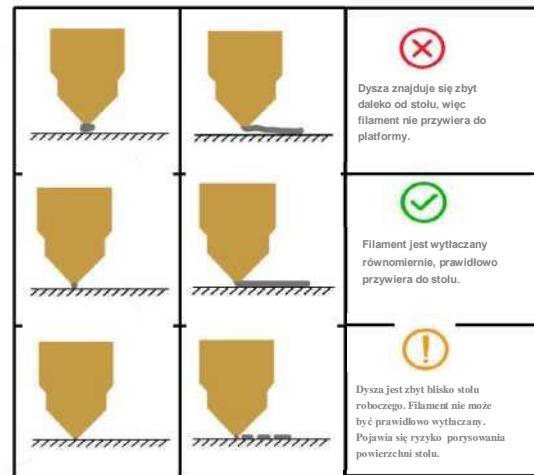 Dysza znajduje się zbyt
daleko od stołu, więc
filament nie przywiera do
platformy.
Filament jest wytłaczany
równomiernie, prawidłowo
przywiera do stołu.
Dysza jest zbyt blisko stołu
roboczego. Filament nie może
być prawidłowo wytłaczany.
Pojawia się ryzyko porysowania
powierzchni stołu.